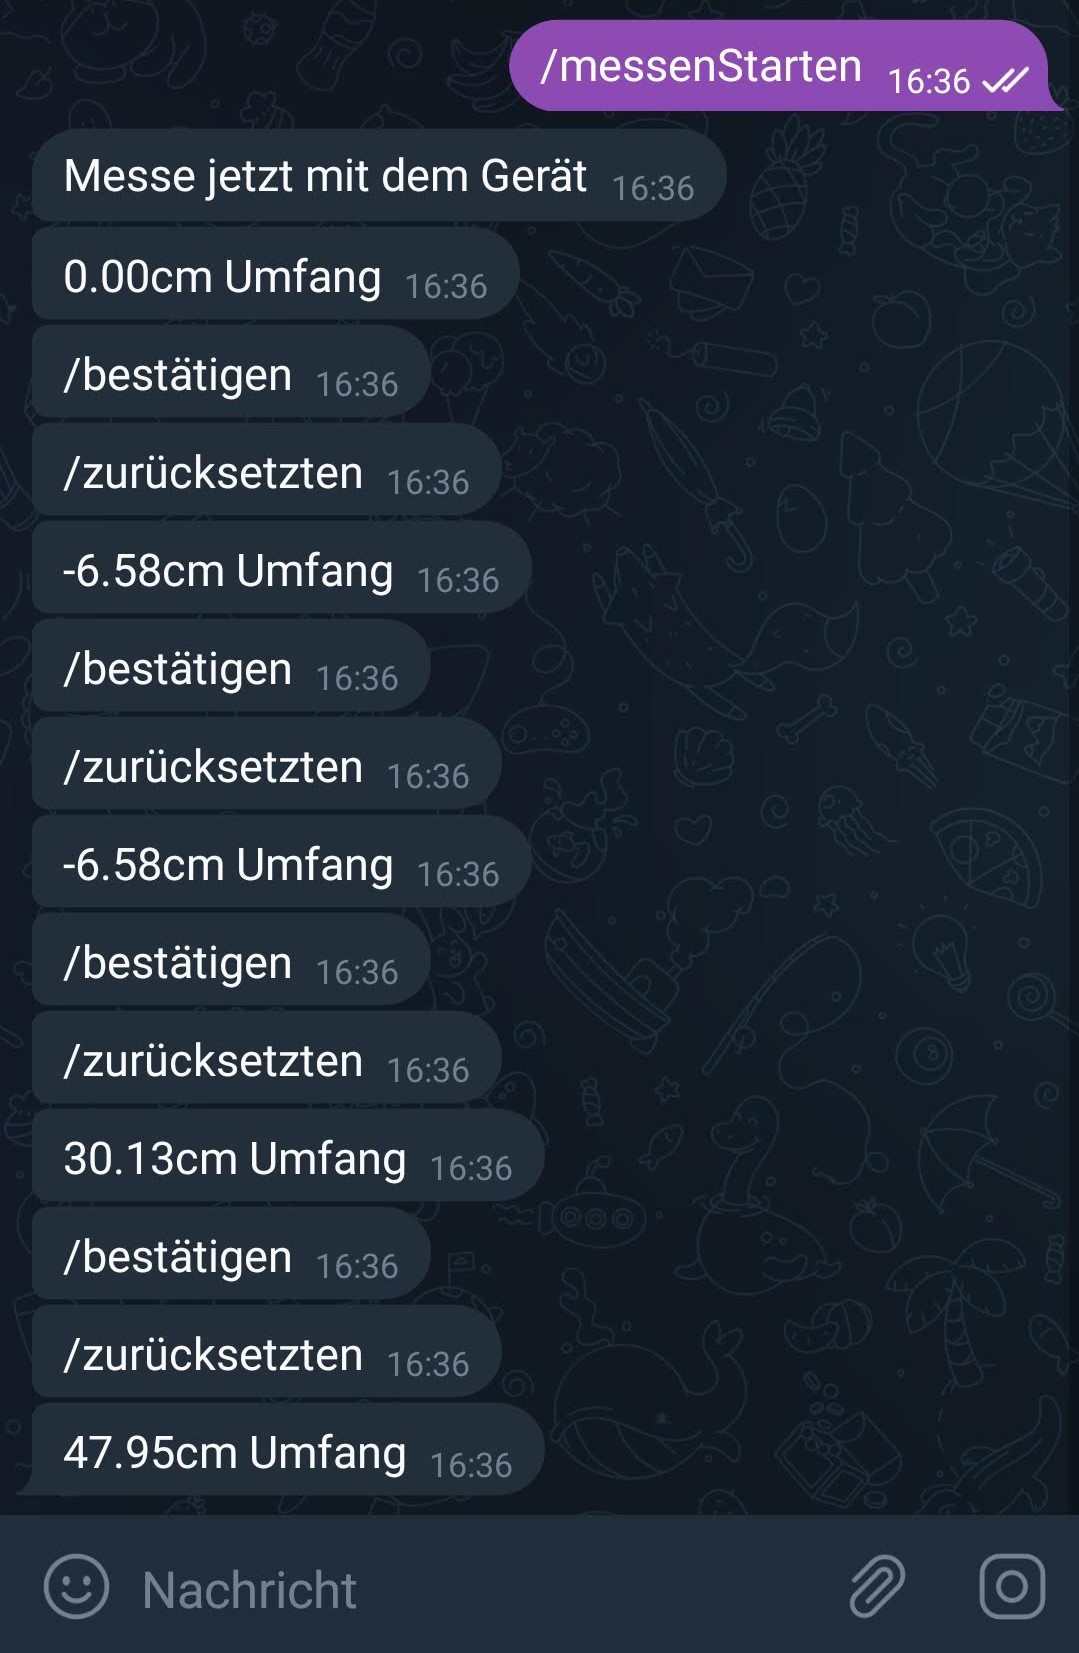 /messenStarten 16:36
Messe jetzt mit dem Gerät 16:36
0.00cm Umfang 16:36
/bestätigen 16:36
/zurücksetzten 16:36
-6.58cm Umfang 16:36
/bestätigen 16:36
/zurücksetzten 16:36
-6.58cm Umfang 16:36
/bestätigen 16:36
/zurücksetzten 16:36
30.13cm Umfang 16:36
/bestätigen 16:36
/zurücksetzten 16:36
47.95cm Umfang 16:36
Nachricht